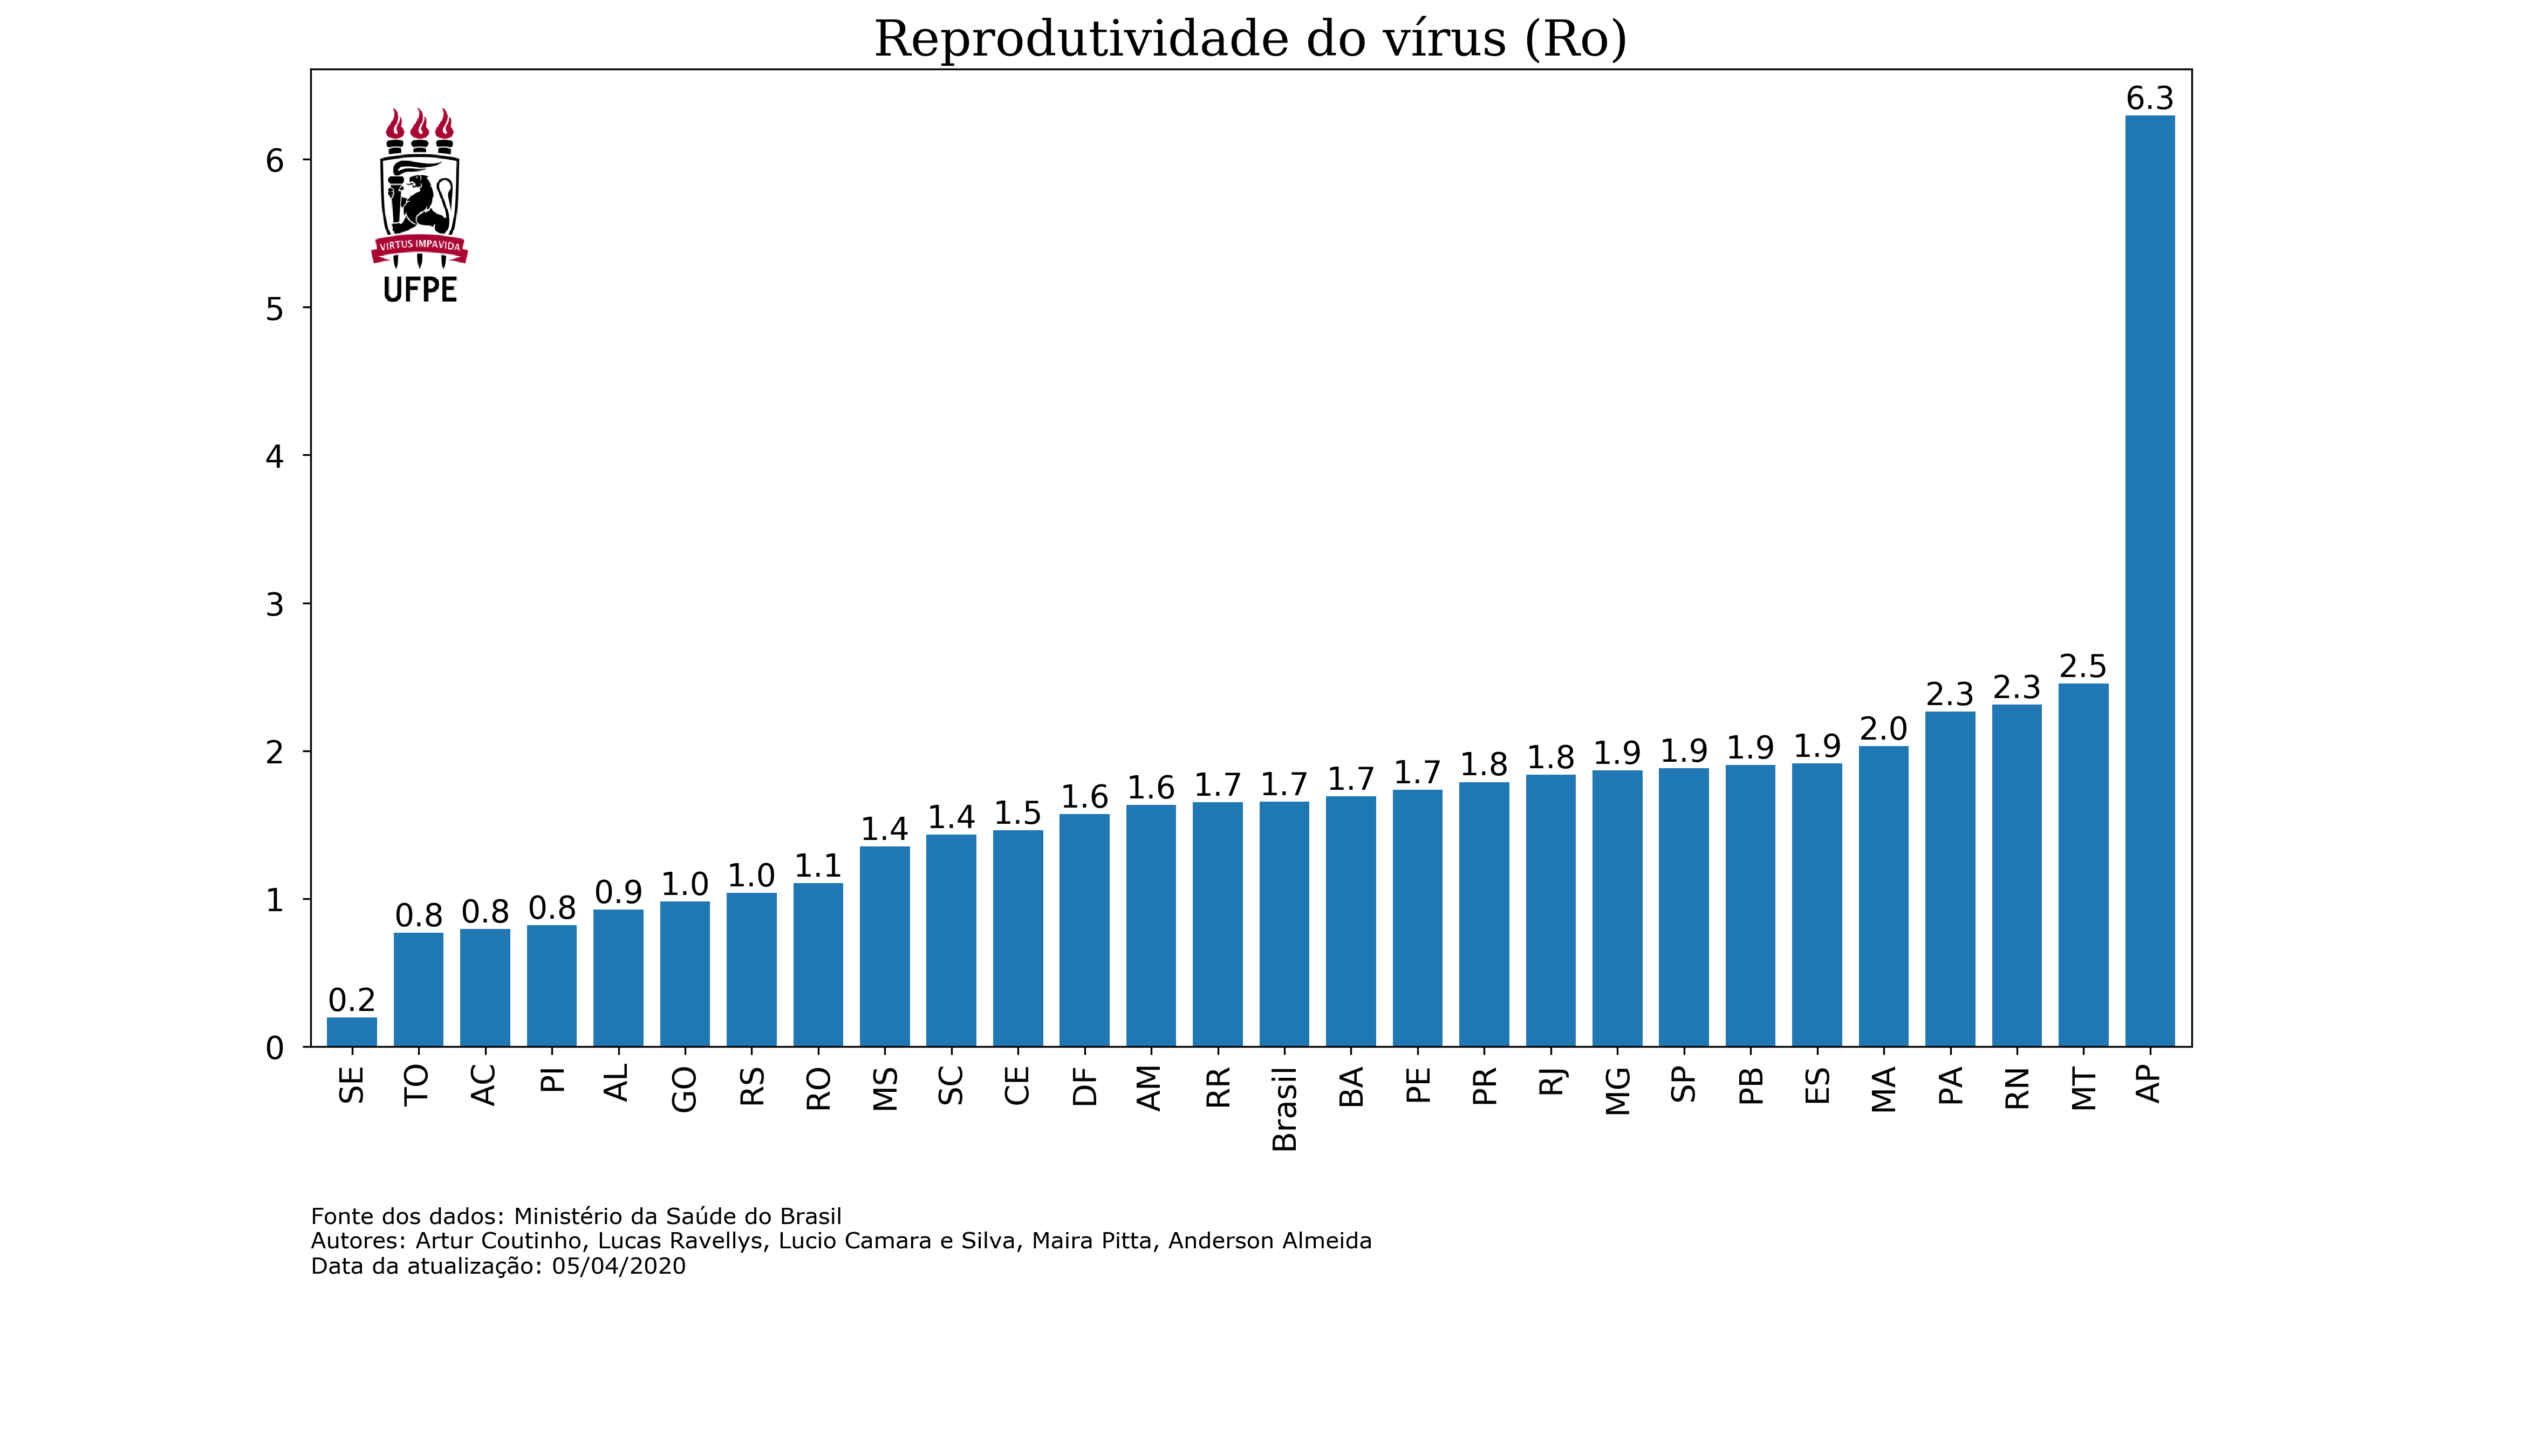 Reprodutividade do vírus (Ro)
VIRTUS IMPAVIDA
UFPE
6
5
4
3
2
1
0
0.2
0.8
0.8
0.8
0.9
1.0
1.0
1.1
1.4
1.4
1.5
1.6
1.6
1.7
1.7
1.7
1.7
1.8
1.8
1.9
1.9
1.9
1.9
2.0
2.3
2.3
2.5
6.3
SE
TO
AC
PI
AL
GO
RS
RO
MS
SC
CE
DF
AM
RR
Brasil
BA
PE
PR
RJ
MG
SP
PB
ES
MA
PA
RN
MT
AP
Fonte dos dados: Ministério da Saúde do Brasil
Autores: Artur Coutinho, Lucas Ravellys, Lucio Camara e Silva, Maira Pitta, Anderson Almeida
Data da atualização: 05/04/2020